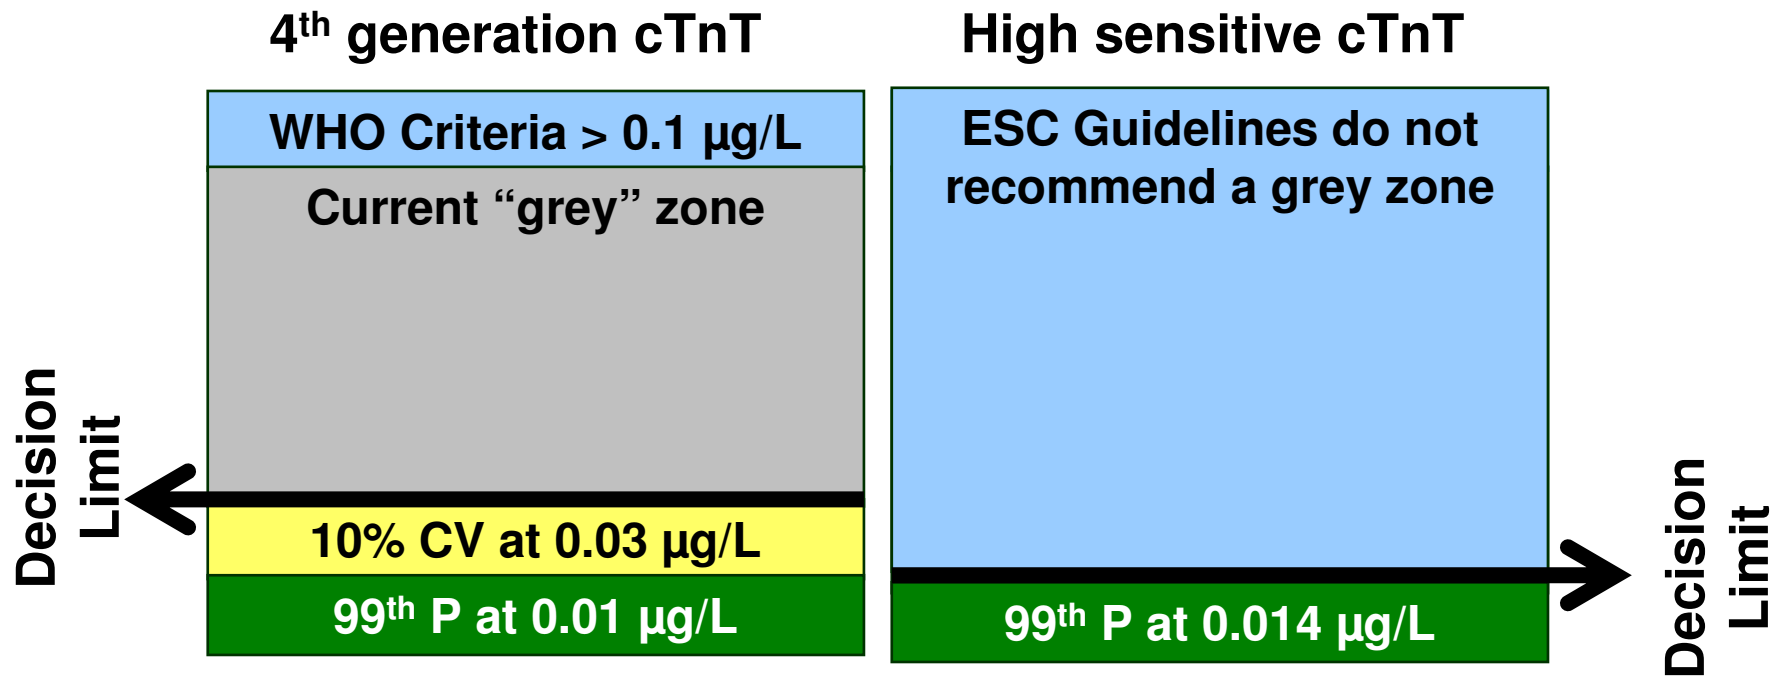 4th generation cTnT
High sensitive cTnT
WHO Criteria > 0.1 µg/L
Current “grey” zone
10% CV at 0.03 µg/L
99th P at 0.01 µg/L
Decision
Limit
ESC Guidelines do not
recommend a grey zone
99th P at 0.014 µg/L
Decision
Limit